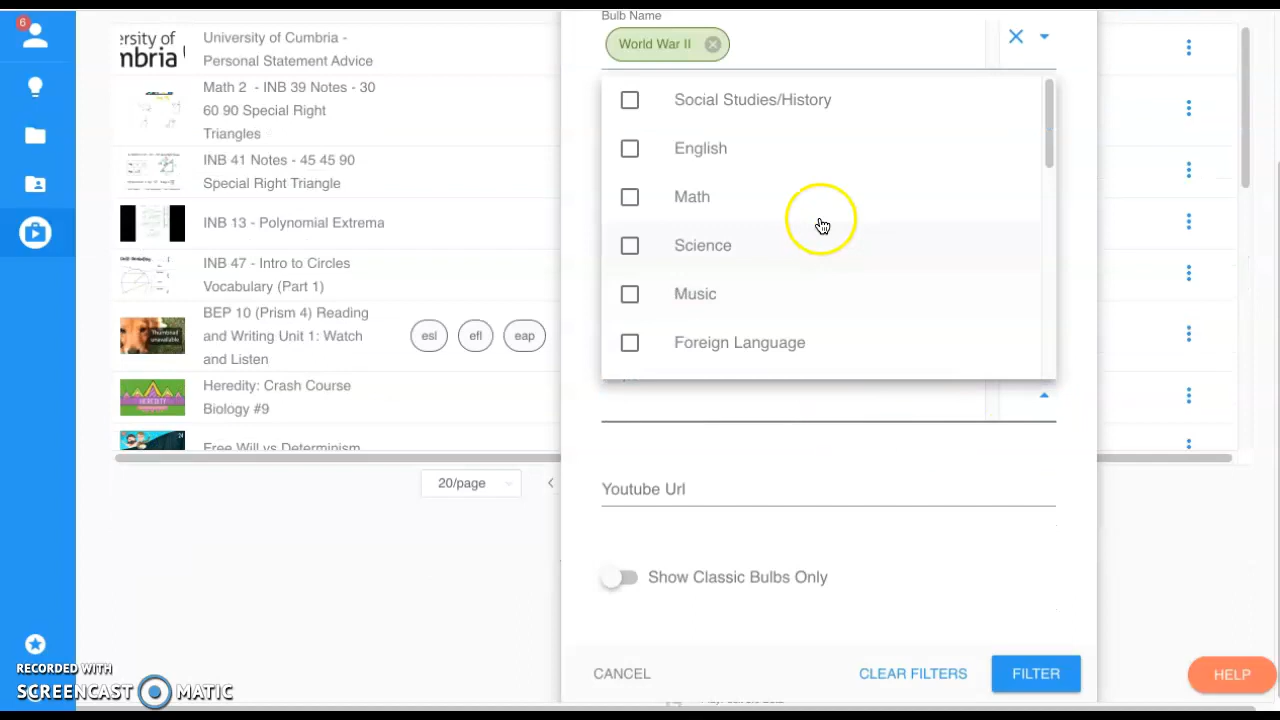 6
ersity of
mbria
University of Cumbria -
Personal Statement Advice
Math 2 - INB 39 Notes - 30
60 90 Special Right
Triangles
INB 41 Notes - 45 45 90
Special Right Triangle
INB 13 - Polynomial Extrema
INB 47 - Intro to Circles
Vocabulary (Part 1)
Thumbnail
unavailable
BEP 10 (Prism 4) Reading
and Writing Unit 1: Watch
and Listen
esl
efl
eap
HEREDITY
Heredity: Crash Course
Biology #9
Free Will vs Determinism
20/page
Bulb Name
World War II
Social Studies/History
English
Math
Science
Music
Foreign Language
Youtube Url
Show Classic Bulbs Only
CANCEL
CLEAR FILTERS
FILTER
HELP
RECORDED WITH
SCREENCAST MATIC